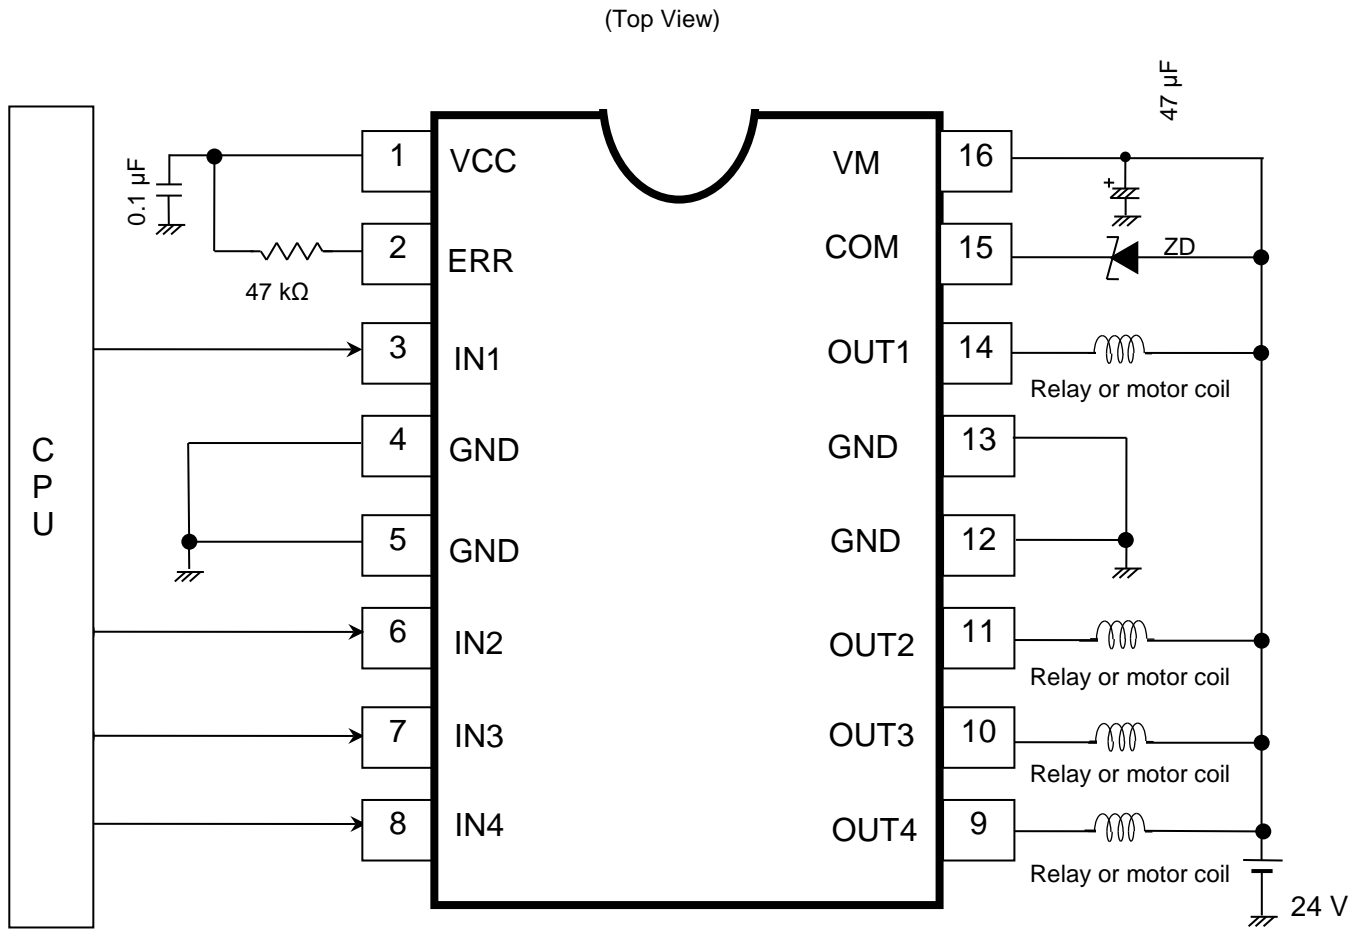 (Top View)
47 µF
1
VCC
VM
16
0.1 µF
+
2
ERR
COM
15
ZD
47 kΩ
3
IN1
OUT1
14
Relay or motor coil
4
GND
GND
13
C
P
U
5
GND
GND
12
6
IN2
OUT2
11
Relay or motor coil
7
IN3
OUT3
10
Relay or motor coil
8
IN4
OUT4
9
Relay or motor coil
24 V